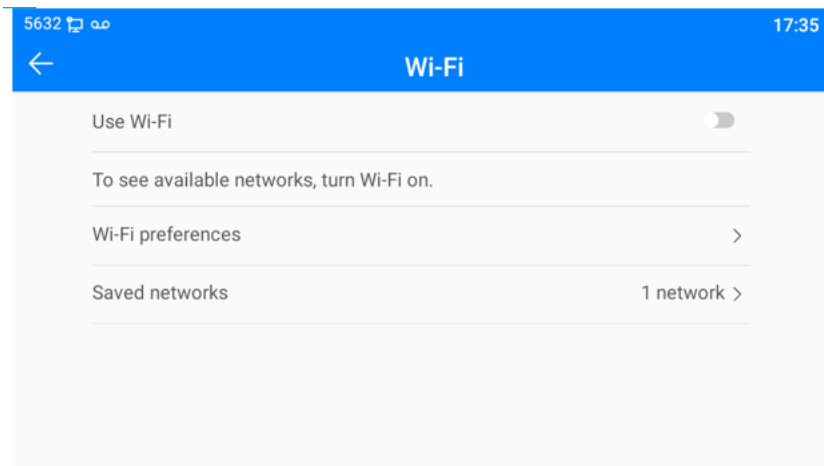 5632 17:35
Wi-Fi
Use Wi-Fi
To see available networks, turn Wi-Fi on.
Wi-Fi preferences
Saved networks 1 network